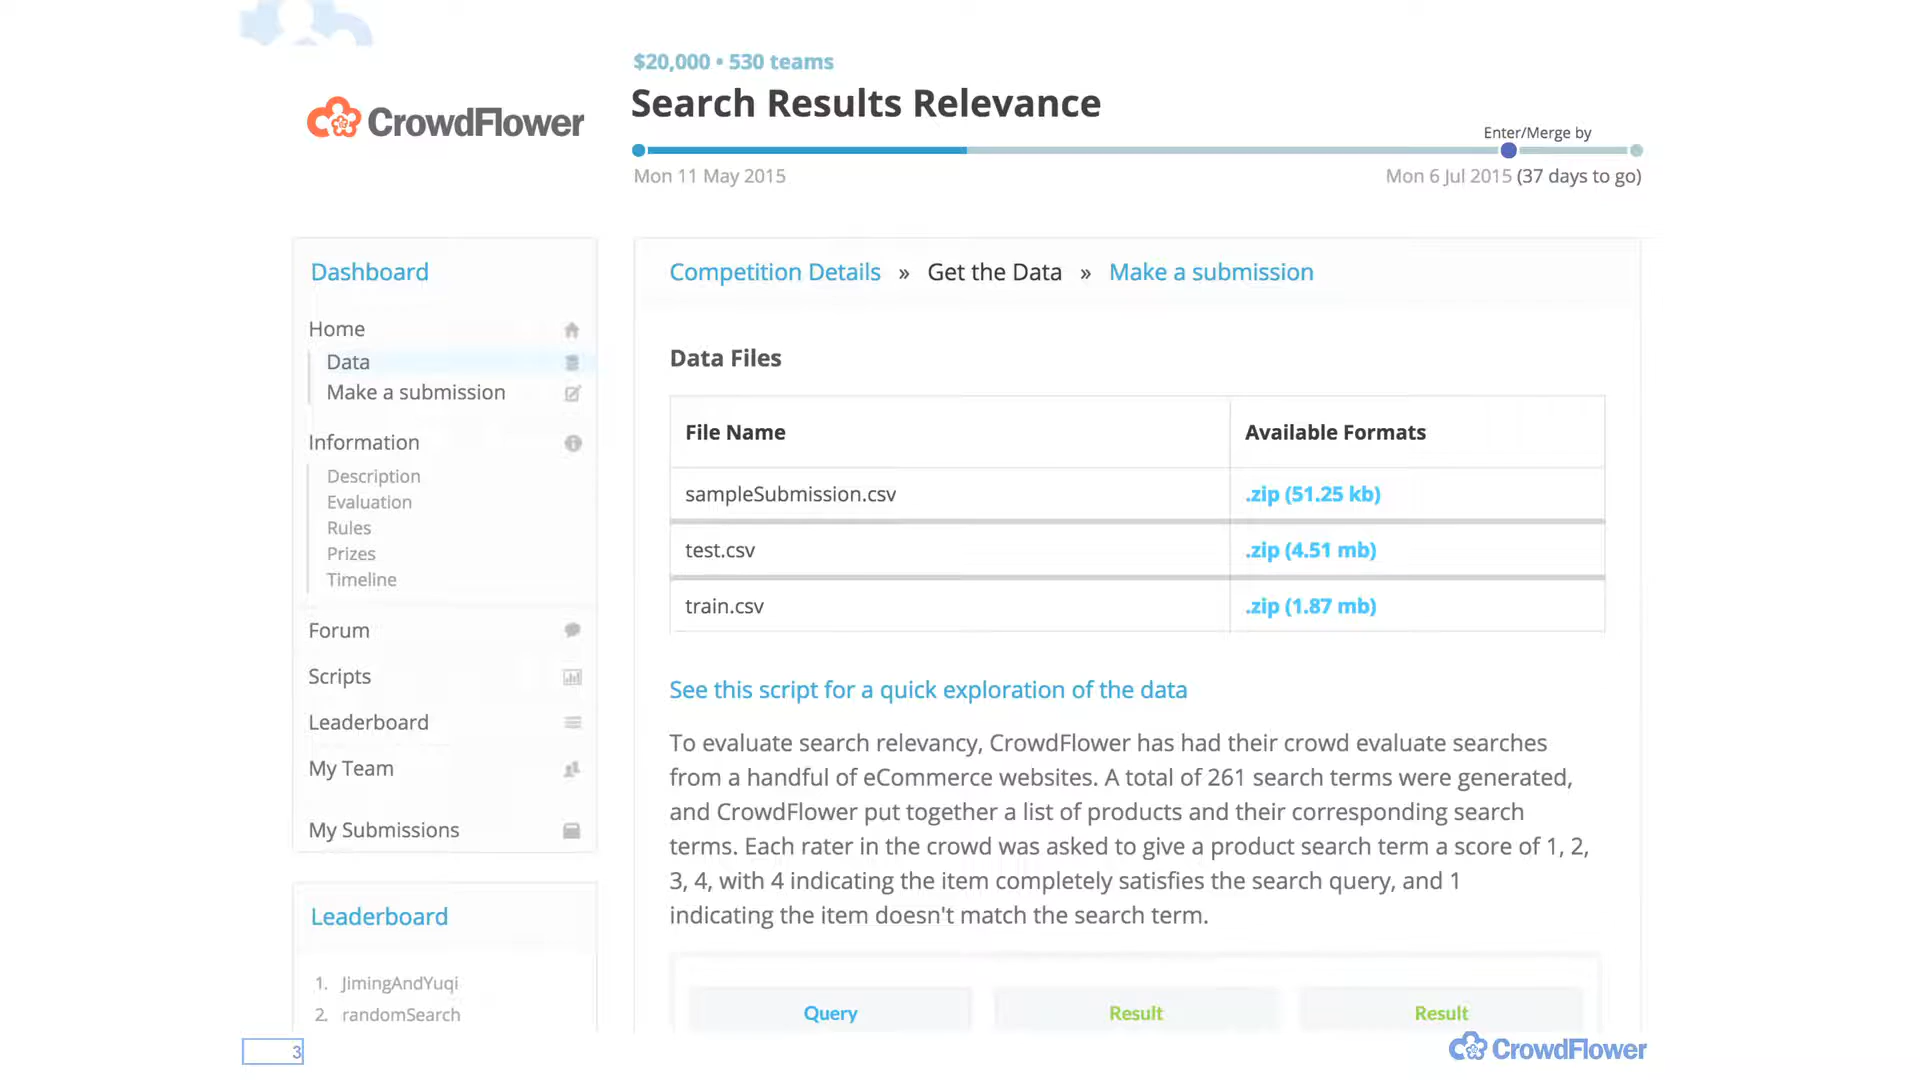 $20,000 • 530 teams
CrowdFlower
Search Results Relevance
Enter/Merge by
Mon 11 May 2015
Mon 6 Jul 2015 (37 days to go)
Dashboard
Home
Data
Make a submission
Information
Description
Evaluation
Rules
Prizes
Timeline
Forum
Scripts
Leaderboard
My Team
My Submissions
Leaderboard
1. JimingAndYuqi
2. randomSearch
Competition Details » Get the Data » Make a submission
Data Files
File Name Available Formats
sampleSubmission.csv .zip (51.25 kb)
test.csv .zip (4.51 mb)
train.csv .zip (1.87 mb)
See this script for a quick exploration of the data
To evaluate search relevancy, CrowdFlower has had their crowd evaluate searches
from a handful of eCommerce websites. A total of 261 search terms were generated,
and CrowdFlower put together a list of products and their corresponding search
terms. Each rater in the crowd was asked to give a product search term a score of 1, 2,
3, 4, with 4 indicating the item completely satisfies the search query, and 1
indicating the item doesn't match the search term.
Query Result Result
3
CrowdFlower